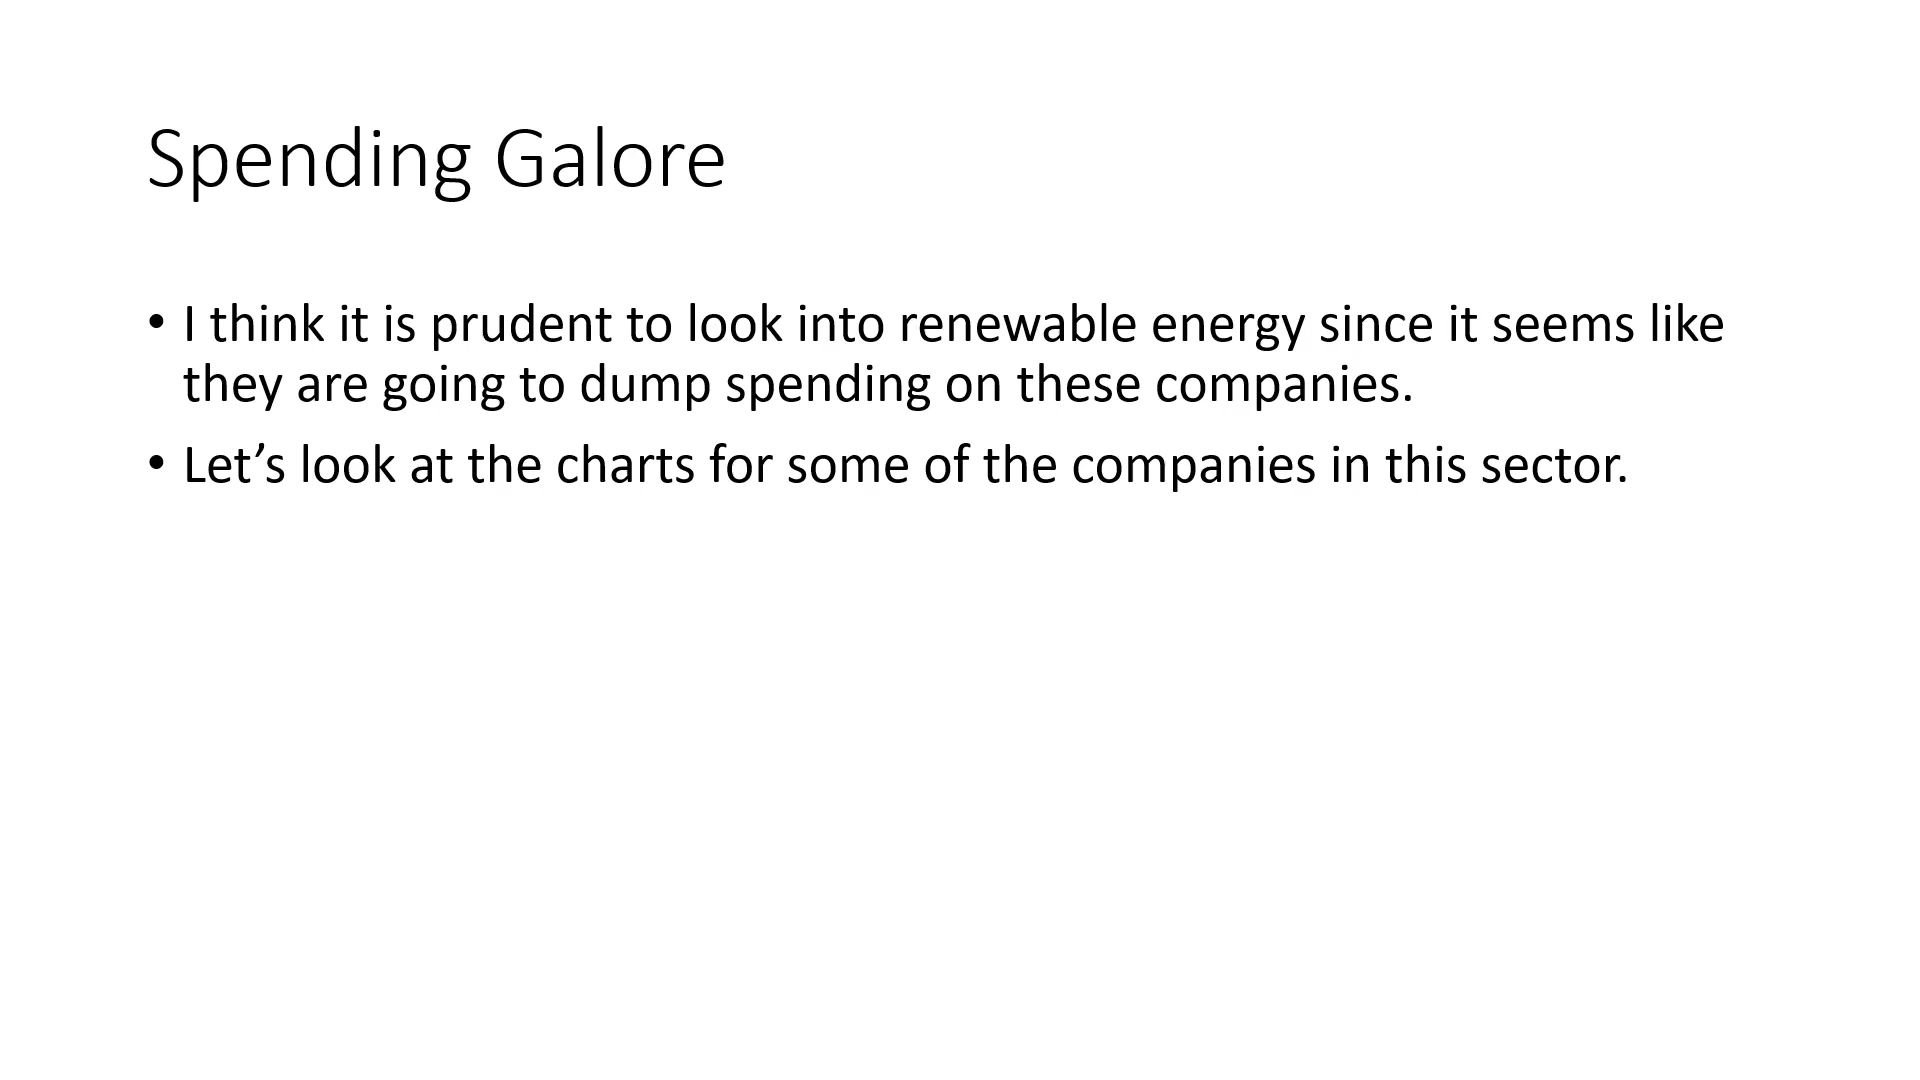 Spending Galore
• I think it is prudent to look into renewable energy since it seems like
they are going to dump spending on these companies.
• Let’s look at the charts for some of the companies in this sector.